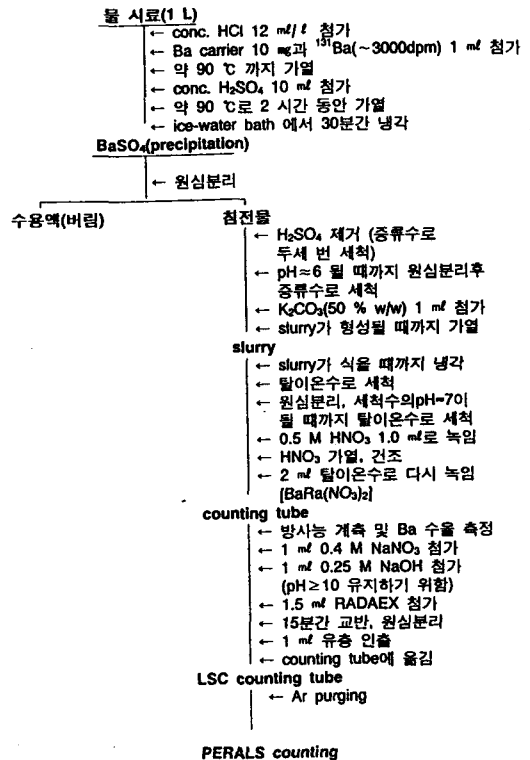 물 시료(1 L)
← conc. HCl 12 ㎖/ℓ 첨가
← Ba carrier 10 ㎎과 ¹³¹Ba(~3000dpm) 1 ㎖ 첨가
← 약 90 ℃ 까지 가열
← conc. H₂SO₄ 10 ㎖ 첨가
← 약 90 ℃로 2 시간 동안 가열
← ice-water bath 에서 30분간 냉각
BaSO₄(precipitation)
← 원심분리
수용액(버림)
침전물
← H₂SO₄ 제거 (증류수로
두세 번 세척)
← pH≈6 될 때까지 원심분리후
증류수로 세척
← K₂CO₃(50 % w/w) 1 ㎖ 첨가
← slurry가 형성될 때까지 가열
slurry
← slurry가 식을 때까지 냉각
← 탈이온수로 세척
← 원심분리, 세척수의pH≈7이
될 때까지 탈이온수로 세척
← 0.5 M HNO₃ 1.0 ㎖로 녹임
← HNO₃ 가열, 건조
← 2 ㎖ 탈이온수로 다시 녹임
[BaRa(NO₃)₂]
counting tube
← 방사능 계측 및 Ba 수율 측정
← 1 ㎖ 0.4 M NaNO₃ 첨가
← 1 ㎖ 0.25 M NaOH 첨가
(pH≥10 유지하기 위함)
← 1.5 ㎖ RADAEX 첨가
← 15분간 교반, 원심분리
← 1 ㎖ 유층 인출
← counting tube에 옮김
LSC counting tube
← Ar purging
PERALS counting